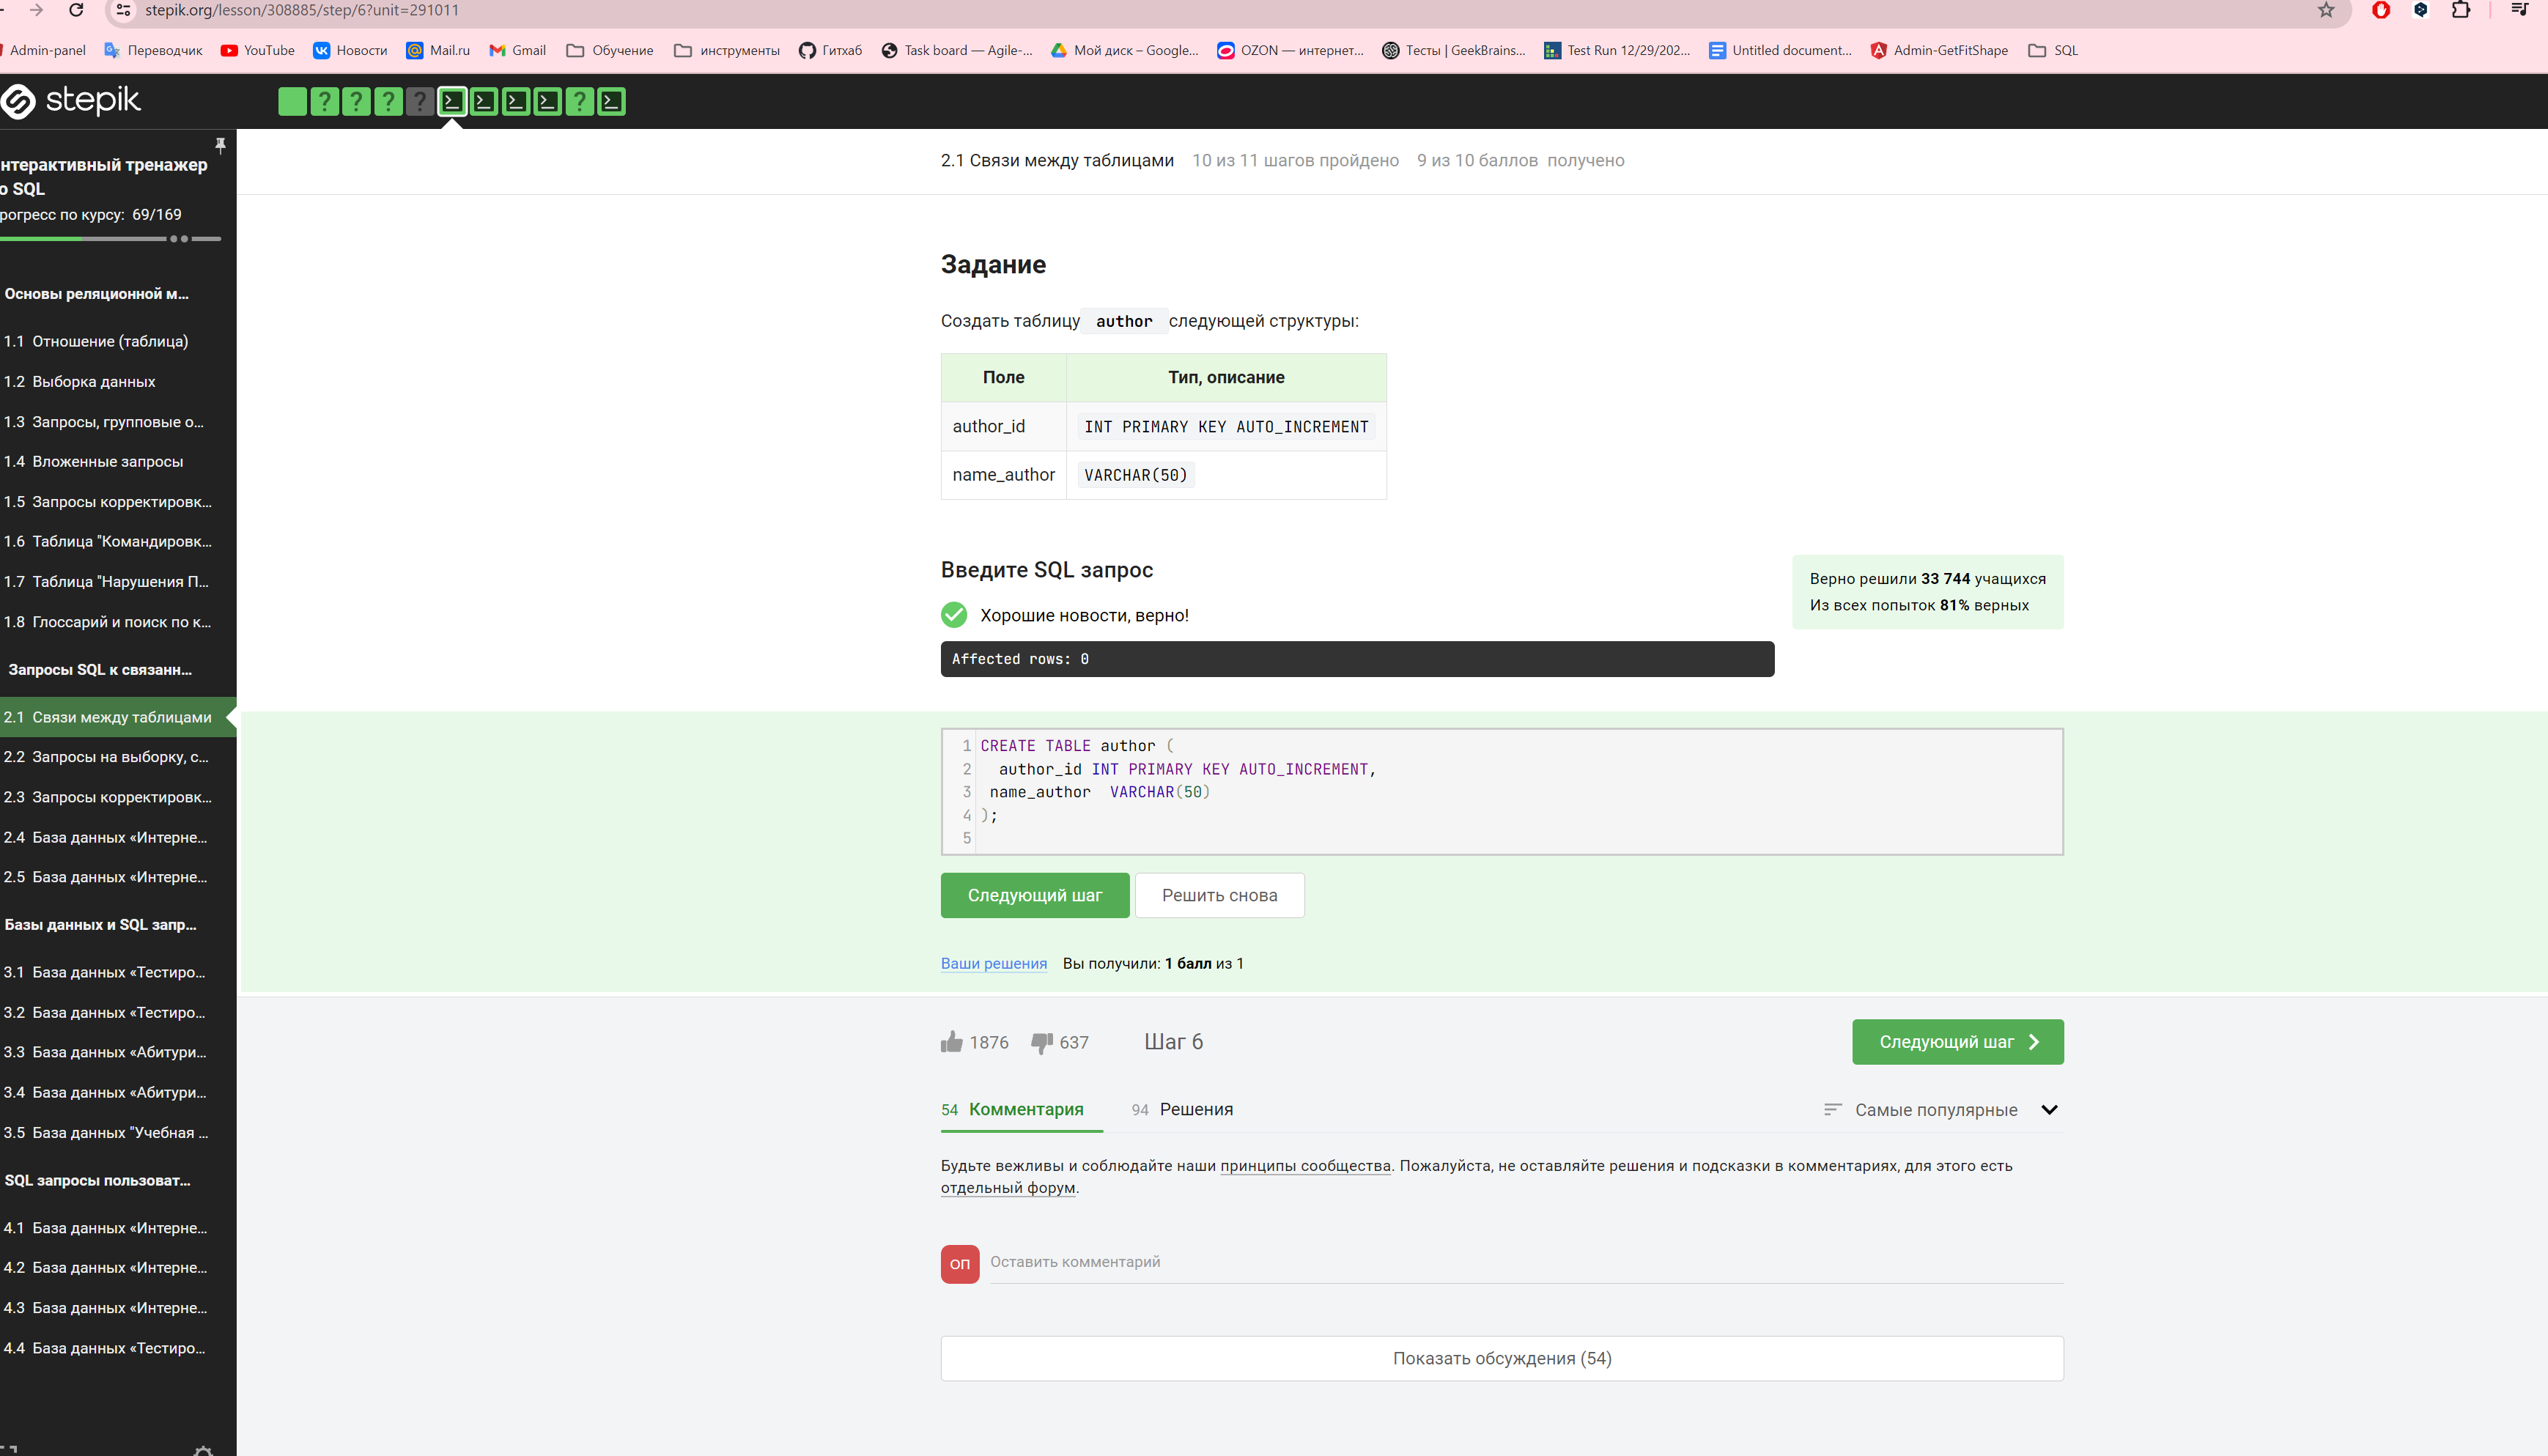 stepik.org/lesson/308885/step/6?unit=291011
Admin-panel Переводчик YouTube Новости Mail.ru Gmail Обучение инструменты Гитхаб Task board — Agile-... Мой диск – Google... OZON — интернет... Тесты | GeekBrains... Test Run 12/29/202... Untitled document... Admin-GetFitShape SQL
stepik
? ? ? ? ?
нтерактивный тренажер
о SQL
рогресс по курсу: 69/169
Основы реляционной м...
1.1 Отношение (таблица)
1.2 Выборка данных
1.3 Запросы, групповые о...
1.4 Вложенные запросы
1.5 Запросы корректировк...
1.6 Таблица "Командировк...
1.7 Таблица "Нарушения П...
1.8 Глоссарий и поиск по к...
Запросы SQL к связанн...
2.1 Связи между таблицами
2.2 Запросы на выборку, с...
2.3 Запросы корректировк...
2.4 База данных «Интерне...
2.5 База данных «Интерне...
Базы данных и SQL запр...
3.1 База данных «Тестиро...
3.2 База данных «Тестиро...
3.3 База данных «Абитури...
3.4 База данных «Абитури...
3.5 База данных "Учебная ...
SQL запросы пользоват...
4.1 База данных «Интерне...
4.2 База данных «Интерне...
4.3 База данных «Интерне...
4.4 База данных «Тестиро...
2.1 Связи между таблицами 10 из 11 шагов пройдено 9 из 10 баллов получено
Задание
Создать таблицу author следующей структуры:
Поле Тип, описание
author_id INT PRIMARY KEY AUTO_INCREMENT
name_author VARCHAR(50)
Введите SQL запрос
Верно решили 33 744 учащихся
Из всех попыток 81% верных
Хорошие новости, верно!
Affected rows: 0
1 CREATE TABLE author (
2 author_id INT PRIMARY KEY AUTO_INCREMENT,
3 name_author VARCHAR(50)
4 );
5
Следующий шаг Решить снова
Ваши решения Вы получили: 1 балл из 1
1876 637 Шаг 6 Следующий шаг
54 Комментария 94 Решения Самые популярные
Будьте вежливы и соблюдайте наши принципы сообщества. Пожалуйста, не оставляйте решения и подсказки в комментариях, для этого есть
отдельный форум.
ОП Оставить комментарий
Показать обсуждения (54)